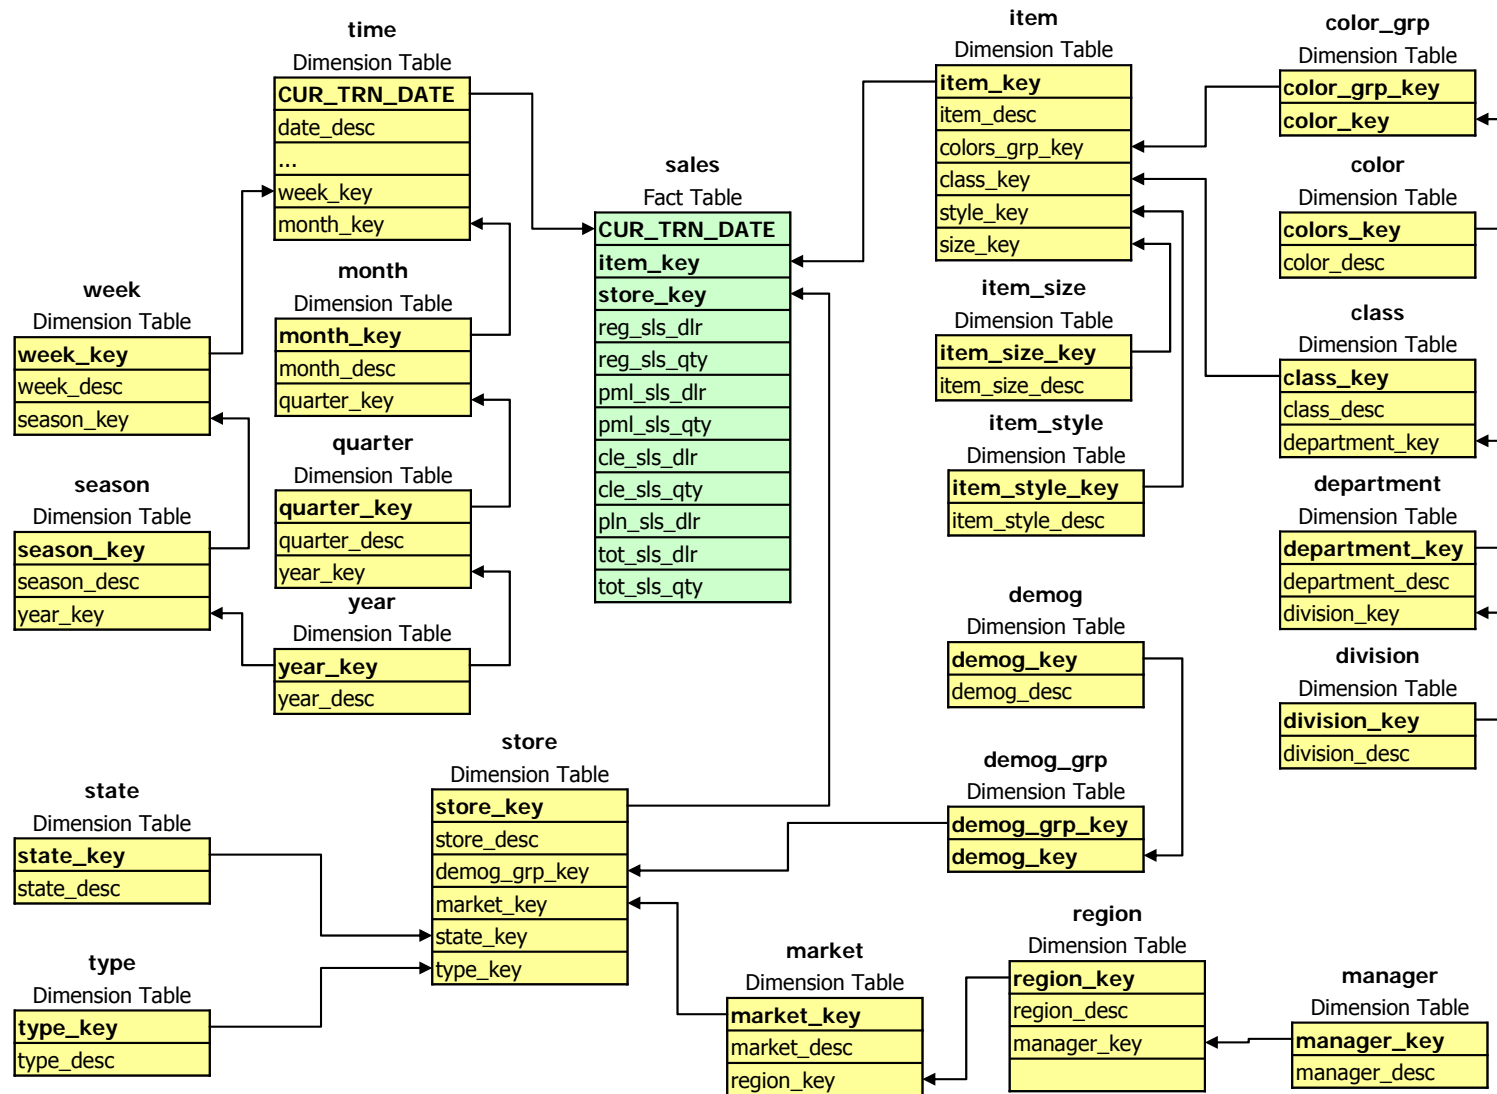 time
Dimension Table
CUR_TRN_DATE
date_desc
...
week_key
month_key
week
Dimension Table
week_key
week_desc
season_key
month
Dimension Table
month_key
month_desc
quarter_key
season
Dimension Table
season_key
season_desc
year_key
quarter
Dimension Table
quarter_key
quarter_desc
year_key
year
Dimension Table
year_key
year_desc
sales
Fact Table
CUR_TRN_DATE
item_key
store_key
reg_sls_dlr
reg_sls_qty
pml_sls_dlr
pml_sls_qty
cle_sls_dlr
cle_sls_qty
pln_sls_dlr
tot_sls_dlr
tot_sls_qty
item
Dimension Table
item_key
item_desc
colors_grp_key
class_key
style_key
size_key
item_size
Dimension Table
item_size_key
item_size_desc
item_style
Dimension Table
item_style_key
item_style_desc
color_grp
Dimension Table
color_grp_key
color_key
color
Dimension Table
colors_key
color_desc
class
Dimension Table
class_key
class_desc
department_key
department
Dimension Table
department_key
department_desc
division_key
division
Dimension Table
division_key
division_desc
demog
Dimension Table
demog_key
demog_desc
demog_grp
Dimension Table
demog_grp_key
demog_key
store
Dimension Table
store_key
store_desc
demog_grp_key
market_key
state_key
type_key
state
Dimension Table
state_key
state_desc
type
Dimension Table
type_key
type_desc
market
Dimension Table
market_key
market_desc
region_key
region
Dimension Table
region_key
region_desc
manager_key
manager
Dimension Table
manager_key
manager_desc